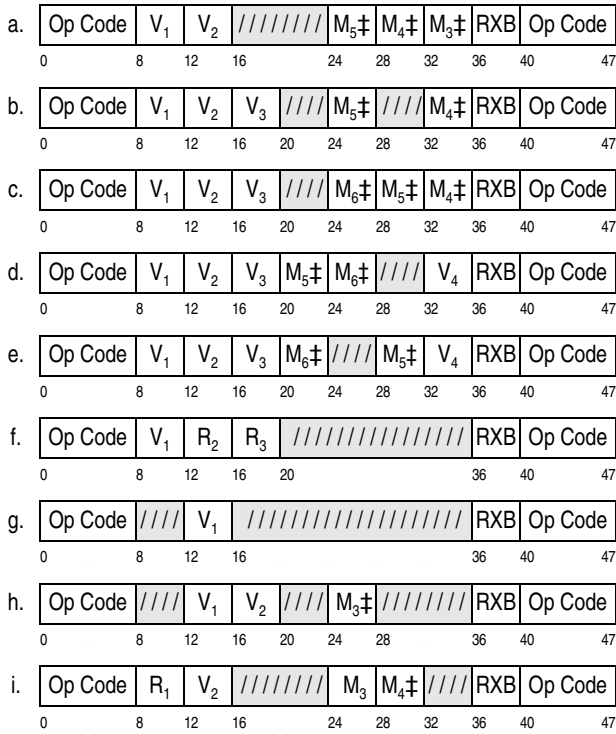 a. Op Code V₁ V₂ //////// M₅‡ M₄‡ M₃‡ RXB Op Code
0 8 12 16 24 28 32 36 40 47
b. Op Code V₁ V₂ V₃ //// M₅‡ //// M₄‡ RXB Op Code
0 8 12 16 20 24 28 32 36 40 47
c. Op Code V₁ V₂ V₃ //// M₆‡ M₅‡ M₄‡ RXB Op Code
0 8 12 16 20 24 28 32 36 40 47
d. Op Code V₁ V₂ V₃ M₅‡ M₆‡ //// V₄ RXB Op Code
0 8 12 16 20 24 28 32 36 40 47
e. Op Code V₁ V₂ V₃ M₆‡ //// M₅‡ V₄ RXB Op Code
0 8 12 16 20 24 28 32 36 40 47
f. Op Code V₁ R₂ R₃ //////////////// RXB Op Code
0 8 12 16 20 36 40 47
g. Op Code //// V₁ //////////////////// RXB Op Code
0 8 12 16 36 40 47
h. Op Code //// V₁ V₂ //// M₃‡ //////// RXB Op Code
0 8 12 16 20 24 28 36 40 47
i. Op Code R₁ V₂ //////// M₃ M₄‡ //// RXB Op Code
0 8 12 16 24 28 32 36 40 47